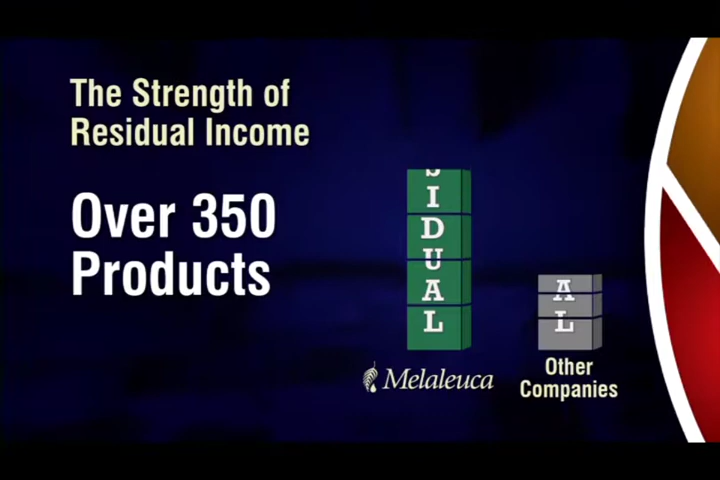 The Strength of
Residual Income
Over 350
Products
SIDUAL
Melaleuca
AL
Other
Companies